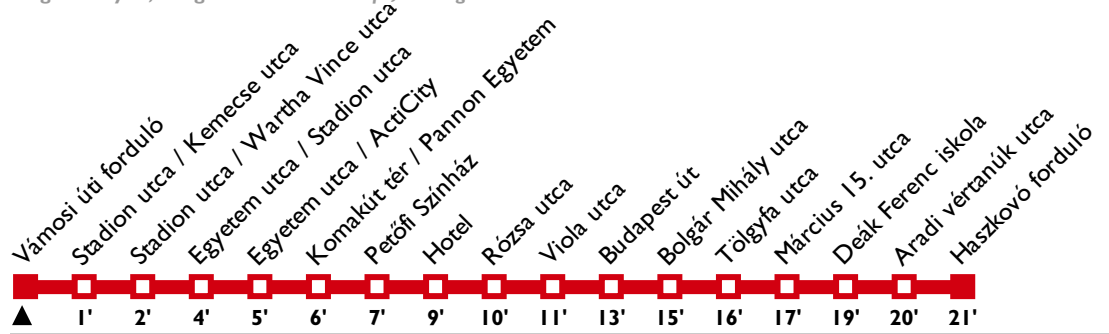 Vámosi úti forduló
Stadion utca / Kemecse utca
Stadion utca / Wartha Vince utca
Egyetem utca / Stadion utca
Egyetem utca / ActiCity
Komakút tér / Pannon Egyetem
Petőfi Színház
Hotel
Rózsa utca
Viola utca
Budapest út
Bolgár Mihály utca
Tölgyfa utca
Március 15. utca
Deák Ferenc iskola
Aradi vértanúk utca
Haszkovó forduló
1' 2' 4' 5' 6' 7' 9' 10' 11' 13' 15' 16' 17' 19' 20' 21'